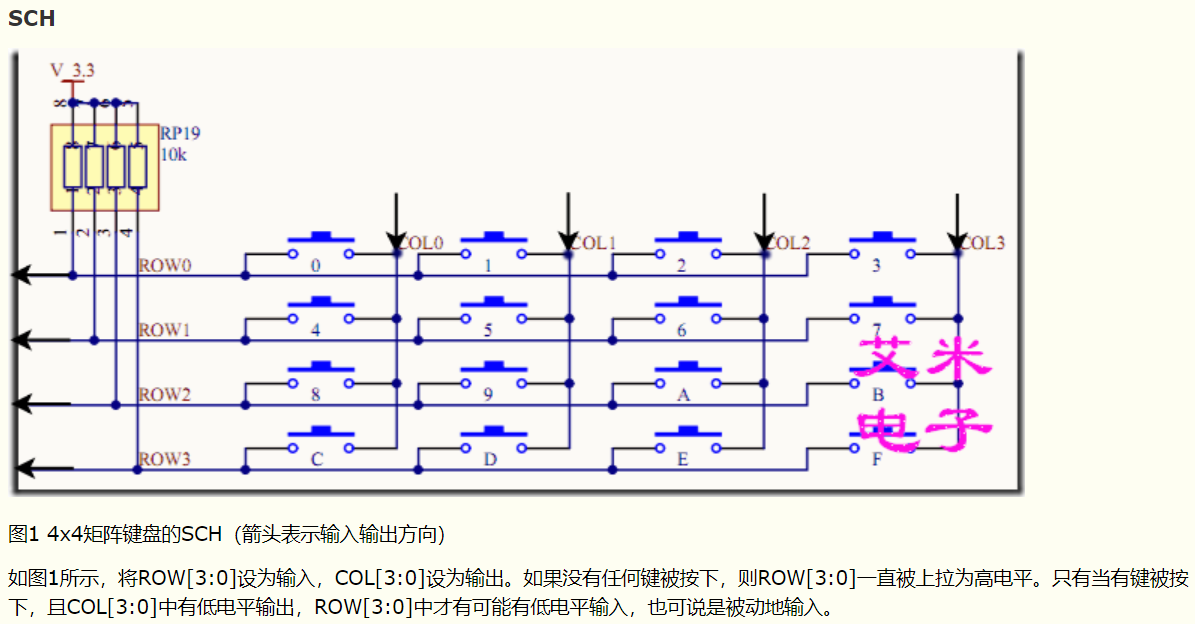 SCH
V_3.3
8 7 6 5
RP19
10k
1 2 3 4
COL0 COL1 COL2 COL3
ROW0 0 1 2 3
ROW1 4 5 6 7
艾米
ROW2 8 9 A B
电子
ROW3 C D E F
图1 4x4矩阵键盘的SCH（箭头表示输入输出方向）
如图1所示，将ROW[3:0]设为输入，COL[3:0]设为输出。如果没有任何键被按下，则ROW[3:0]一直被上拉为高电平。只有当有键被按
下，且COL[3:0]中有低电平输出，ROW[3:0]中才有可能有低电平输入，也可说是被动地输入。